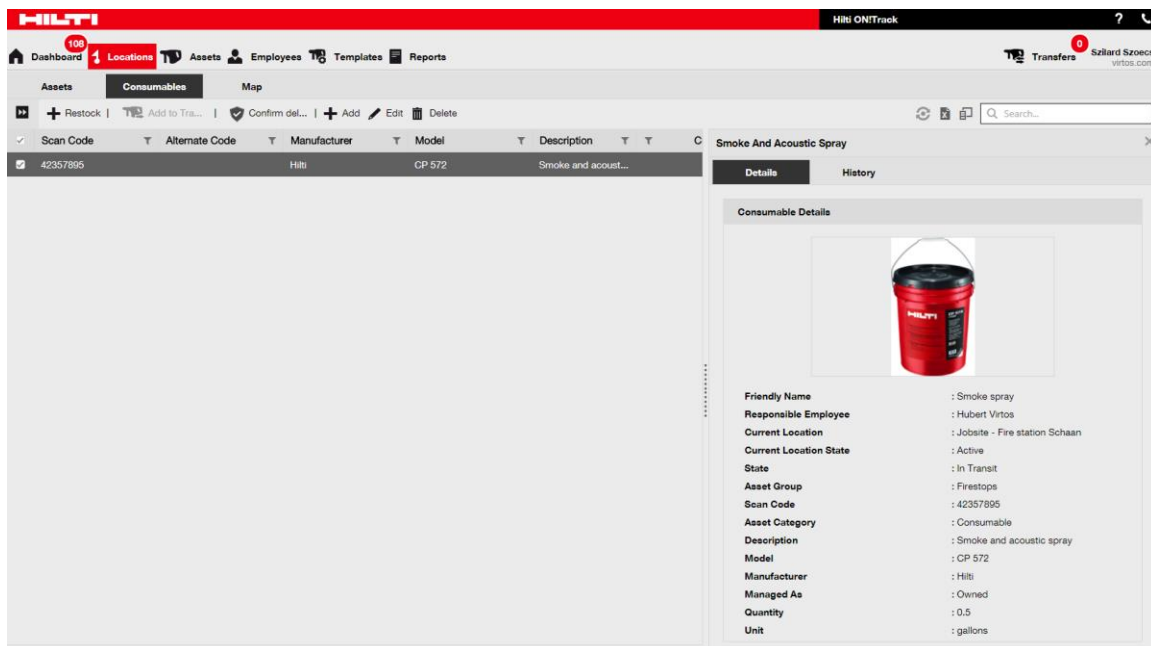 HILTI
Hilti ON!Track ?
Dashboard 108 Locations Assets Employees Templates Reports Transfers 0 Szilard Szoecs
virtos.com
Assets Consumables Map
Restock | Add to Tra... | Confirm del... | Add Edit Delete Search...
Scan Code Alternate Code Manufacturer Model Description C
42357895 Hilti CP 572 Smoke and acoust...
Smoke And Acoustic Spray
Details History
Consumable Details
HILTI
Friendly Name : Smoke spray
Responsible Employee : Hubert Virtos
Current Location : Jobsite - Fire station Schaan
Current Location State : Active
State : In Transit
Asset Group : Firestops
Scan Code : 42357895
Asset Category : Consumable
Description : Smoke and acoustic spray
Model : CP 572
Manufacturer : Hilti
Managed As : Owned
Quantity : 0.5
Unit : gallons